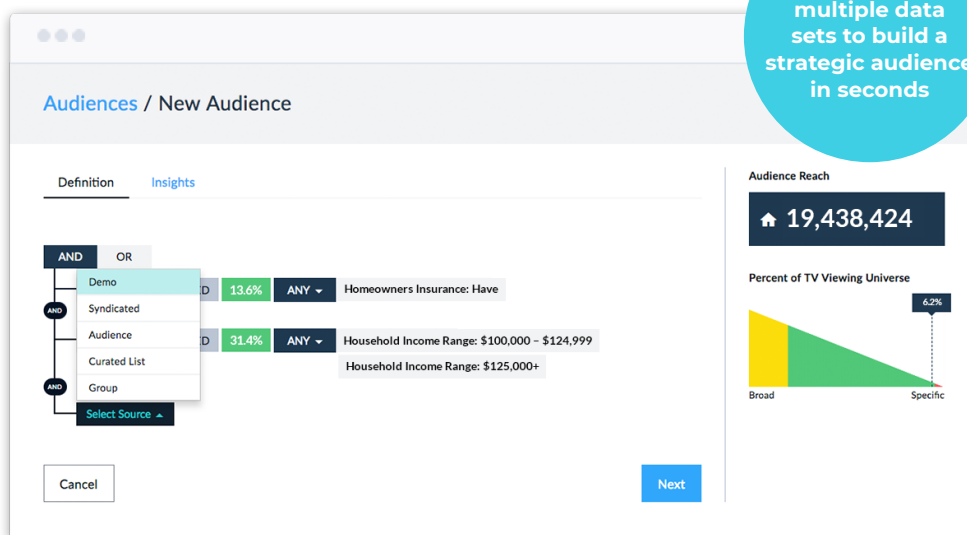 multiple data
sets to build a
strategic audience
in seconds
Audiences / New Audience
Definition Insights
Audience Reach
19,438,424
AND OR
Demo
Syndicated
Audience
Curated List
Group
Select Source
AND
AND
D 13.6% ANY Homeowners Insurance: Have
D 31.4% ANY Household Income Range: $100,000 – $124,999
Household Income Range: $125,000+
Percent of TV Viewing Universe
6.2%
Broad Specific
Cancel Next